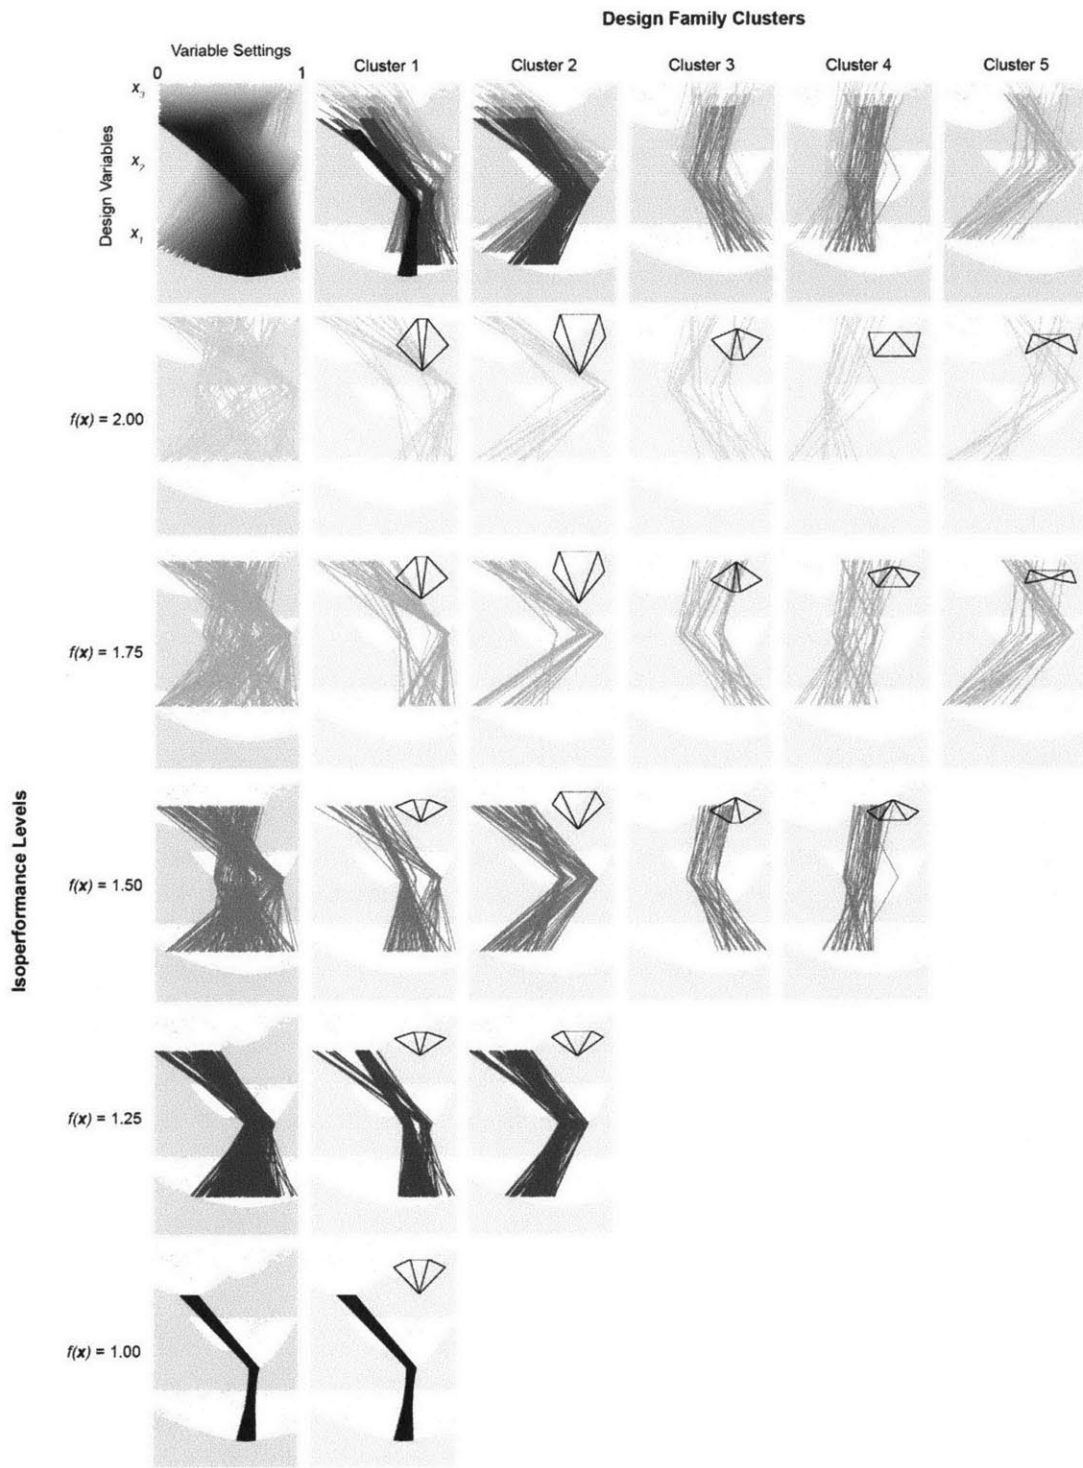 Design Family Clusters
Variable Settings
0 1
Cluster 1 Cluster 2 Cluster 3 Cluster 4 Cluster 5
Design Variables
x3
x2
x1
f(x) = 2.00
f(x) = 1.75
Isoperformance Levels
f(x) = 1.50
f(x) = 1.25
f(x) = 1.00